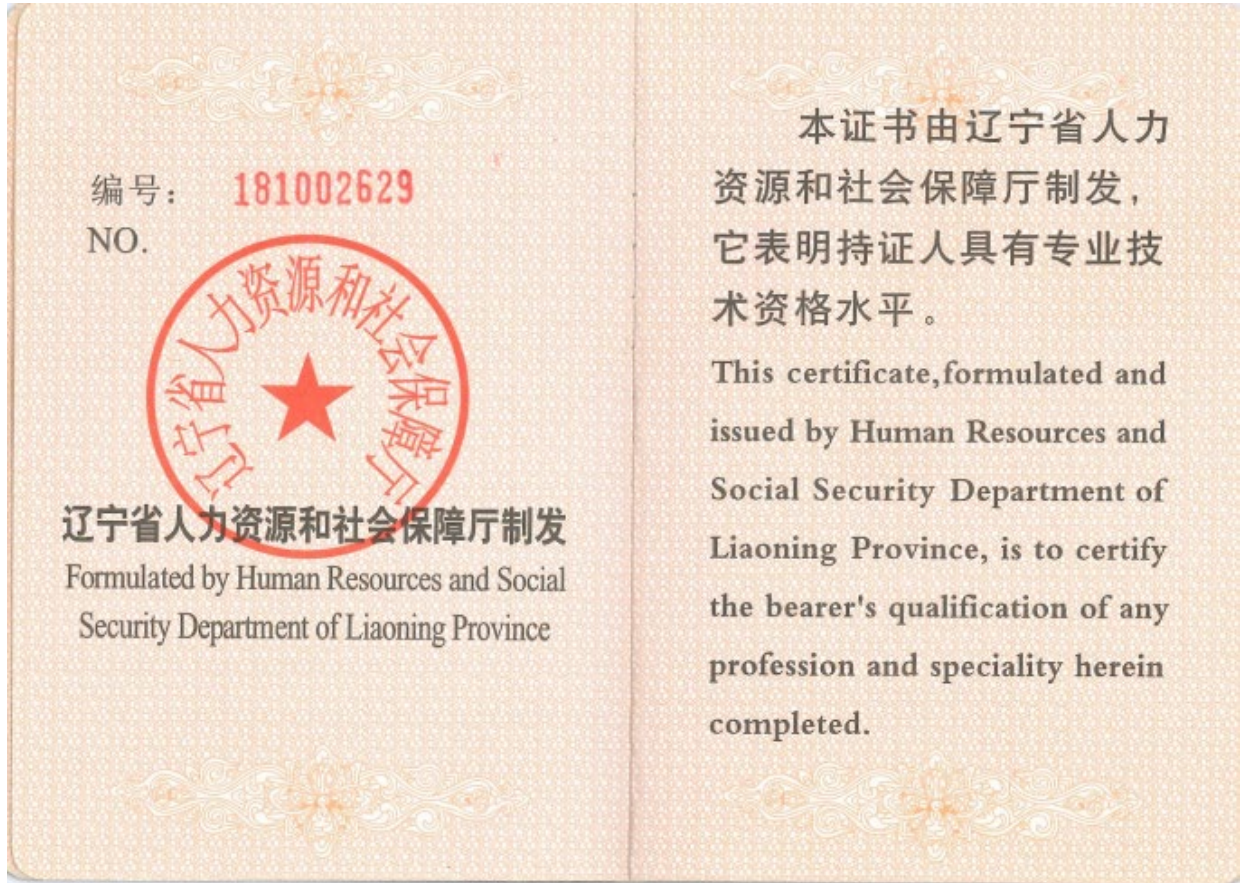 编号： 181002629
NO.
辽宁省人力资源和社会保障厅
辽宁省人力资源和社会保障厅制发
Formulated by Human Resources and Social
Security Department of Liaoning Province
本证书由辽宁省人力
资源和社会保障厅制发，
它表明持证人具有专业技
术资格水平。
This certificate,formulated and
issued by Human Resources and
Social Security Department of
Liaoning Province, is to certify
the bearer's qualification of any
profession and speciality herein
completed.